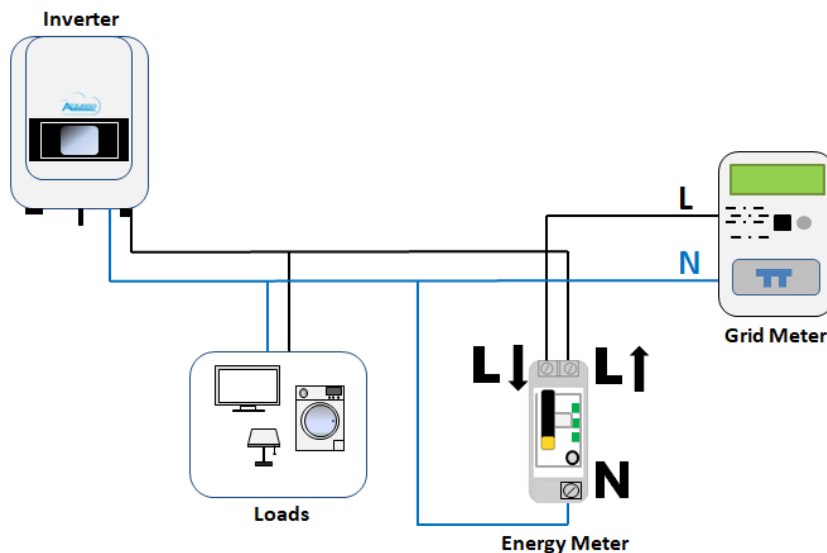 Inverter
L
N
Grid Meter
L↓ L↑
N
Loads
Energy Meter